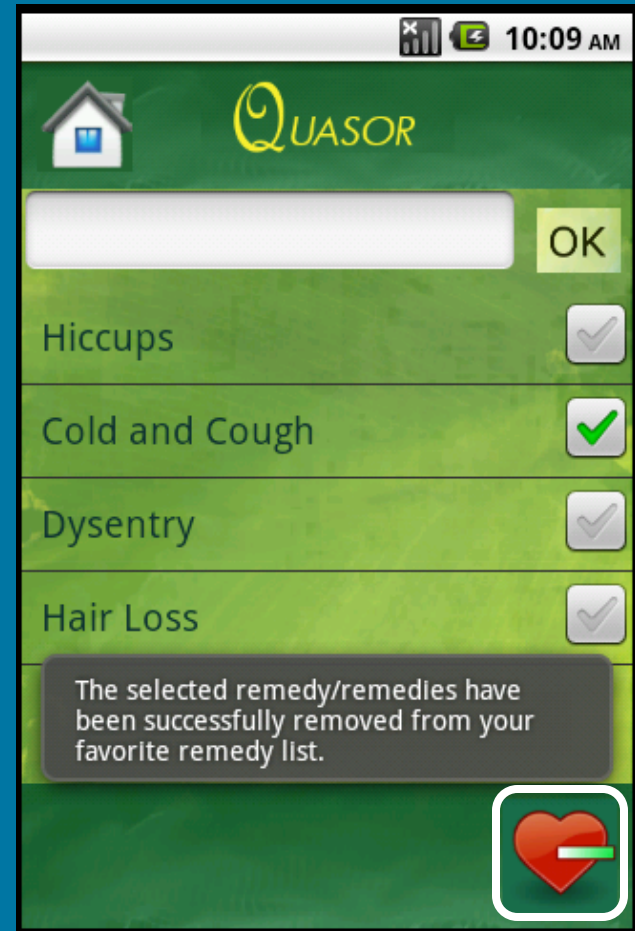 10:09 AM
QUASOR
OK
Hiccups
Cold and Cough
Dysentry
Hair Loss
The selected remedy/remedies have
been successfully removed from your
favorite remedy list.